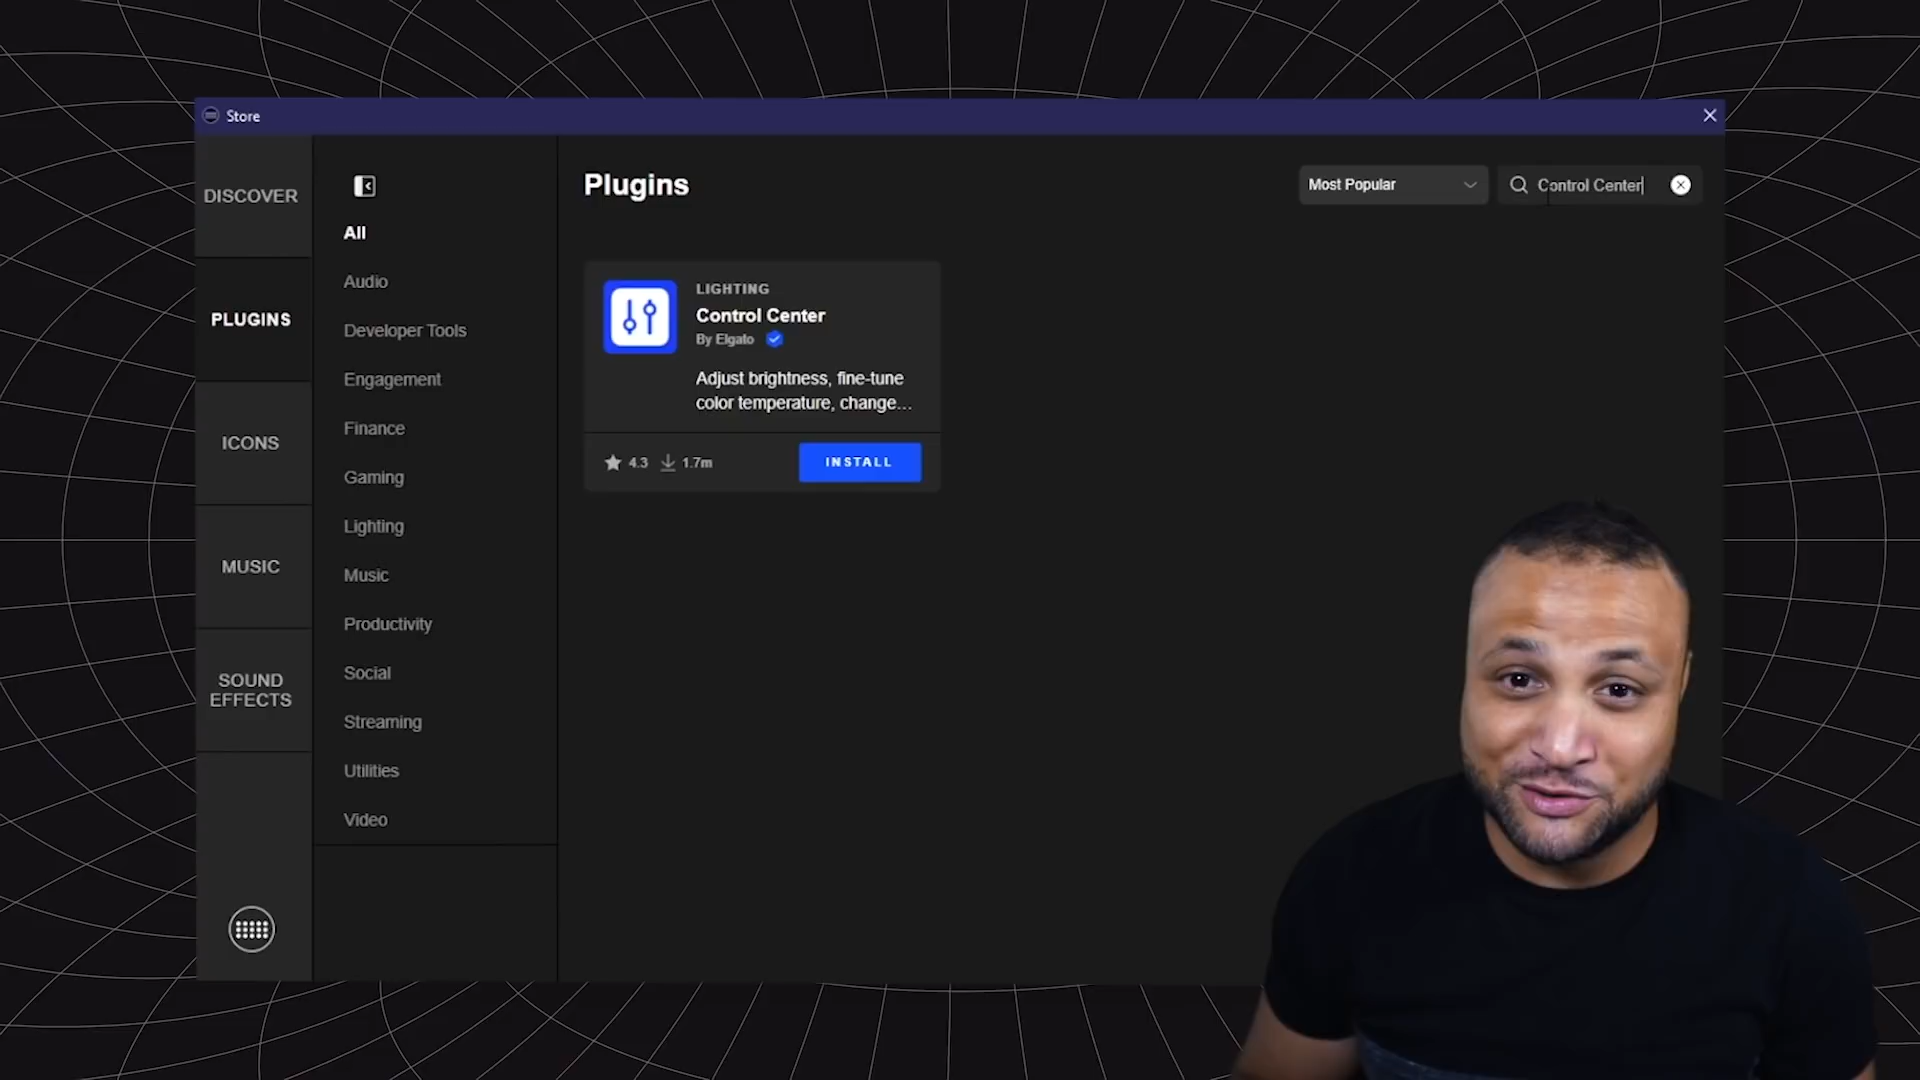 Store
DISCOVER
PLUGINS
ICONS
MUSIC
SOUND
EFFECTS
All
Audio
Developer Tools
Engagement
Finance
Gaming
Lighting
Music
Productivity
Social
Streaming
Utilities
Video
Plugins
Most Popular
Control Center
LIGHTING
Control Center
By Elgato
Adjust brightness, fine-tune
color temperature, change...
4.3 1.7m
INSTALL